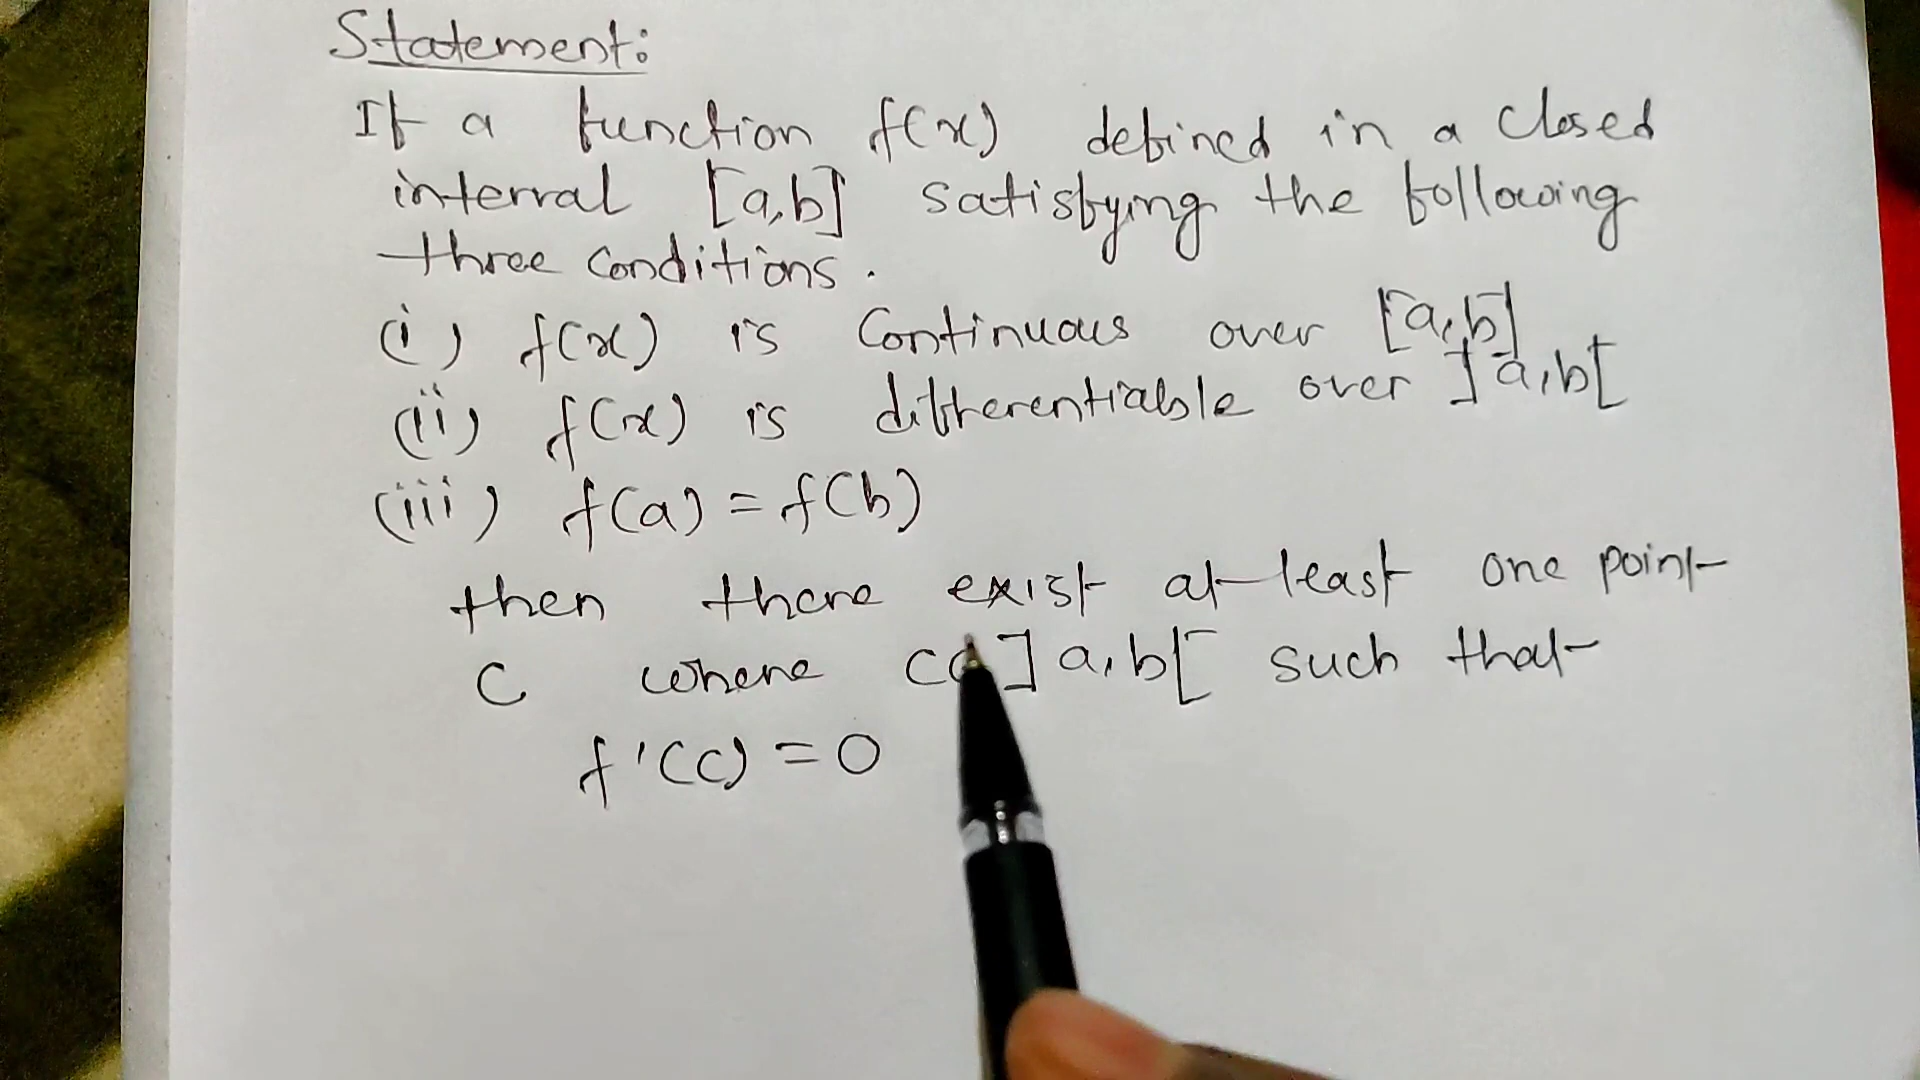 Statement:
If a function f(x) defined in a closed
interval [a,b] satisfying the following
three conditions.
(i) f(x) is continuous over [a,b]
(ii) f(x) is differentiable over ]a,b[
(iii) f(a) = f(b)
then there exist at least one point
C where c ]a,b[ such that
f'(c) = 0